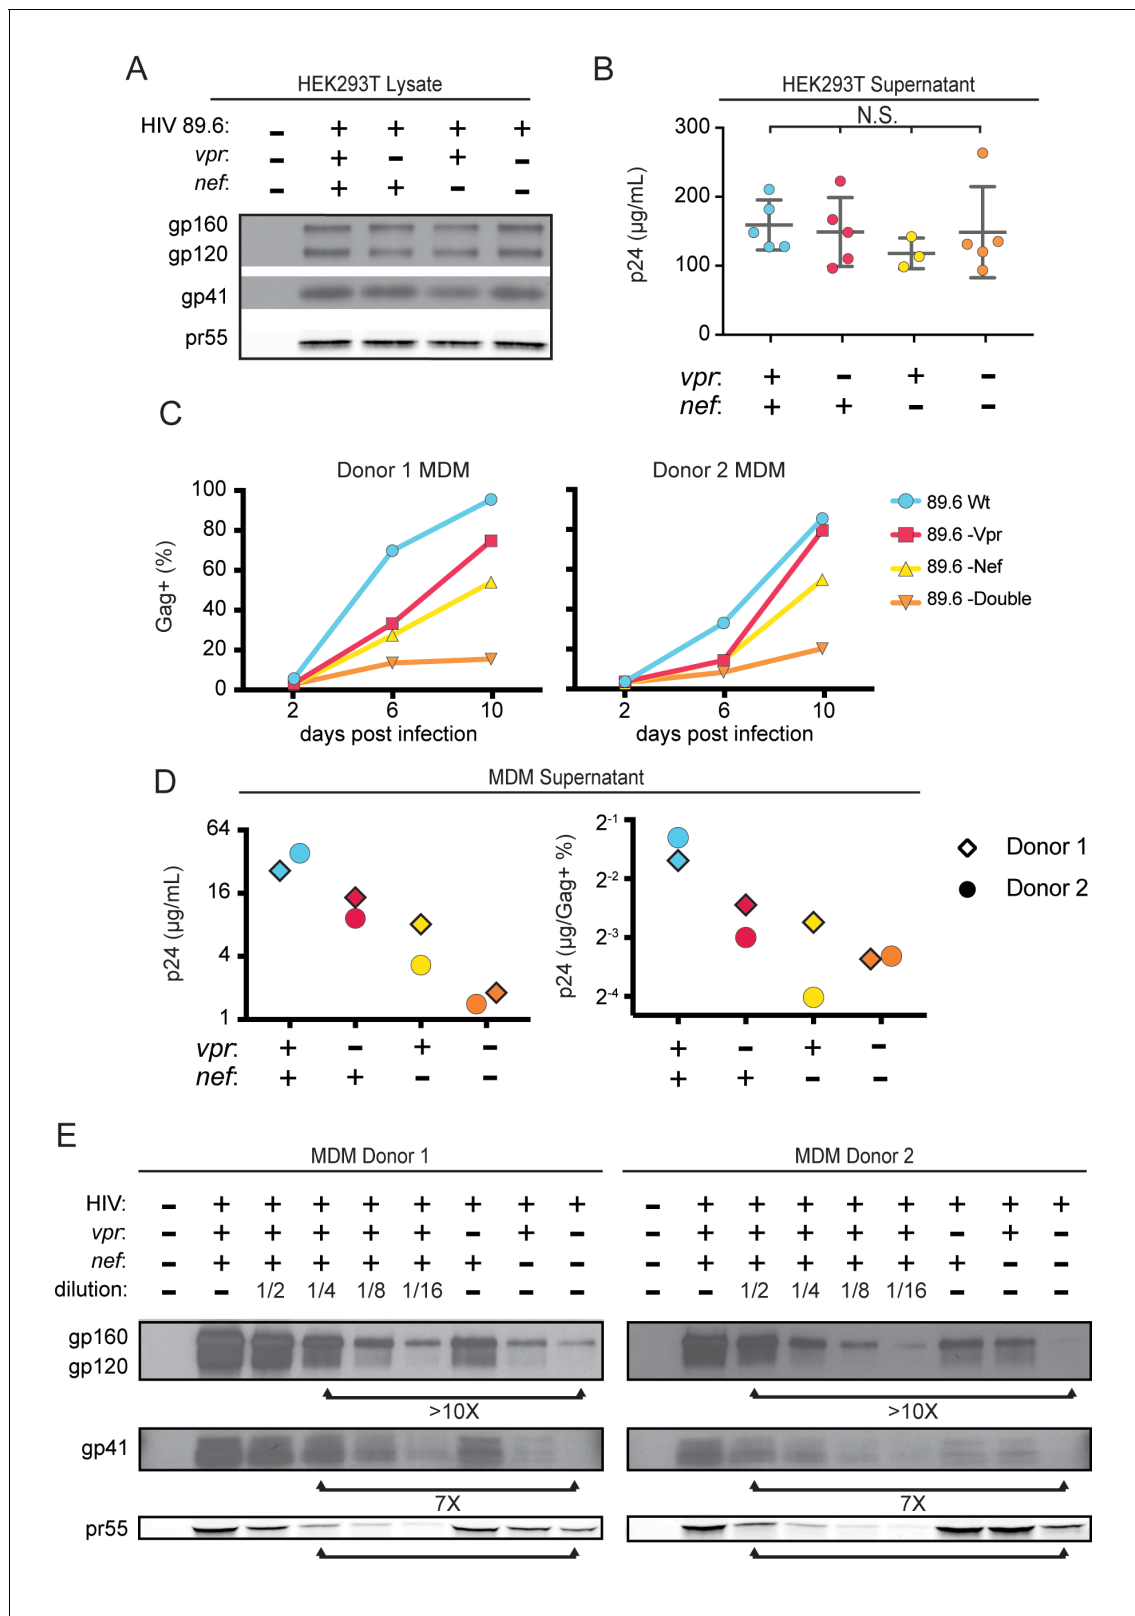 A
HEK293T Lysate
HIV 89.6: – + + + +
vpr: – + – + –
nef: – + + – –
gp160
gp120
gp41
pr55
B
HEK293T Supernatant
N.S.
300
200
100
0
p24 (µg/mL)
vpr: + – + –
nef: + + – –
C
Donor 1 MDM
Donor 2 MDM
100
80
60
40
20
0
Gag+ (%)
2 6 10
days post infection
2 6 10
days post infection
89.6 Wt
89.6 -Vpr
89.6 -Nef
89.6 -Double
D
MDM Supernatant
64
16
4
1
p24 (µg/mL)
vpr: + – + –
nef: + + – –
2-1
2-2
2-3
2-4
p24 (µg/Gag+ %)
+ – + –
+ + – –
Donor 1
Donor 2
E
MDM Donor 1
MDM Donor 2
HIV: – + + + + + + + + – + + + + + + + +
vpr: – + + + + + – + – – + + + + + – + –
nef: – + + + + + + – – – + + + + + + – –
dilution: – – 1/2 1/4 1/8 1/16 – – – – – 1/2 1/4 1/8 1/16 – – –
gp160
gp120
>10X
>10X
gp41
7X
7X
pr55